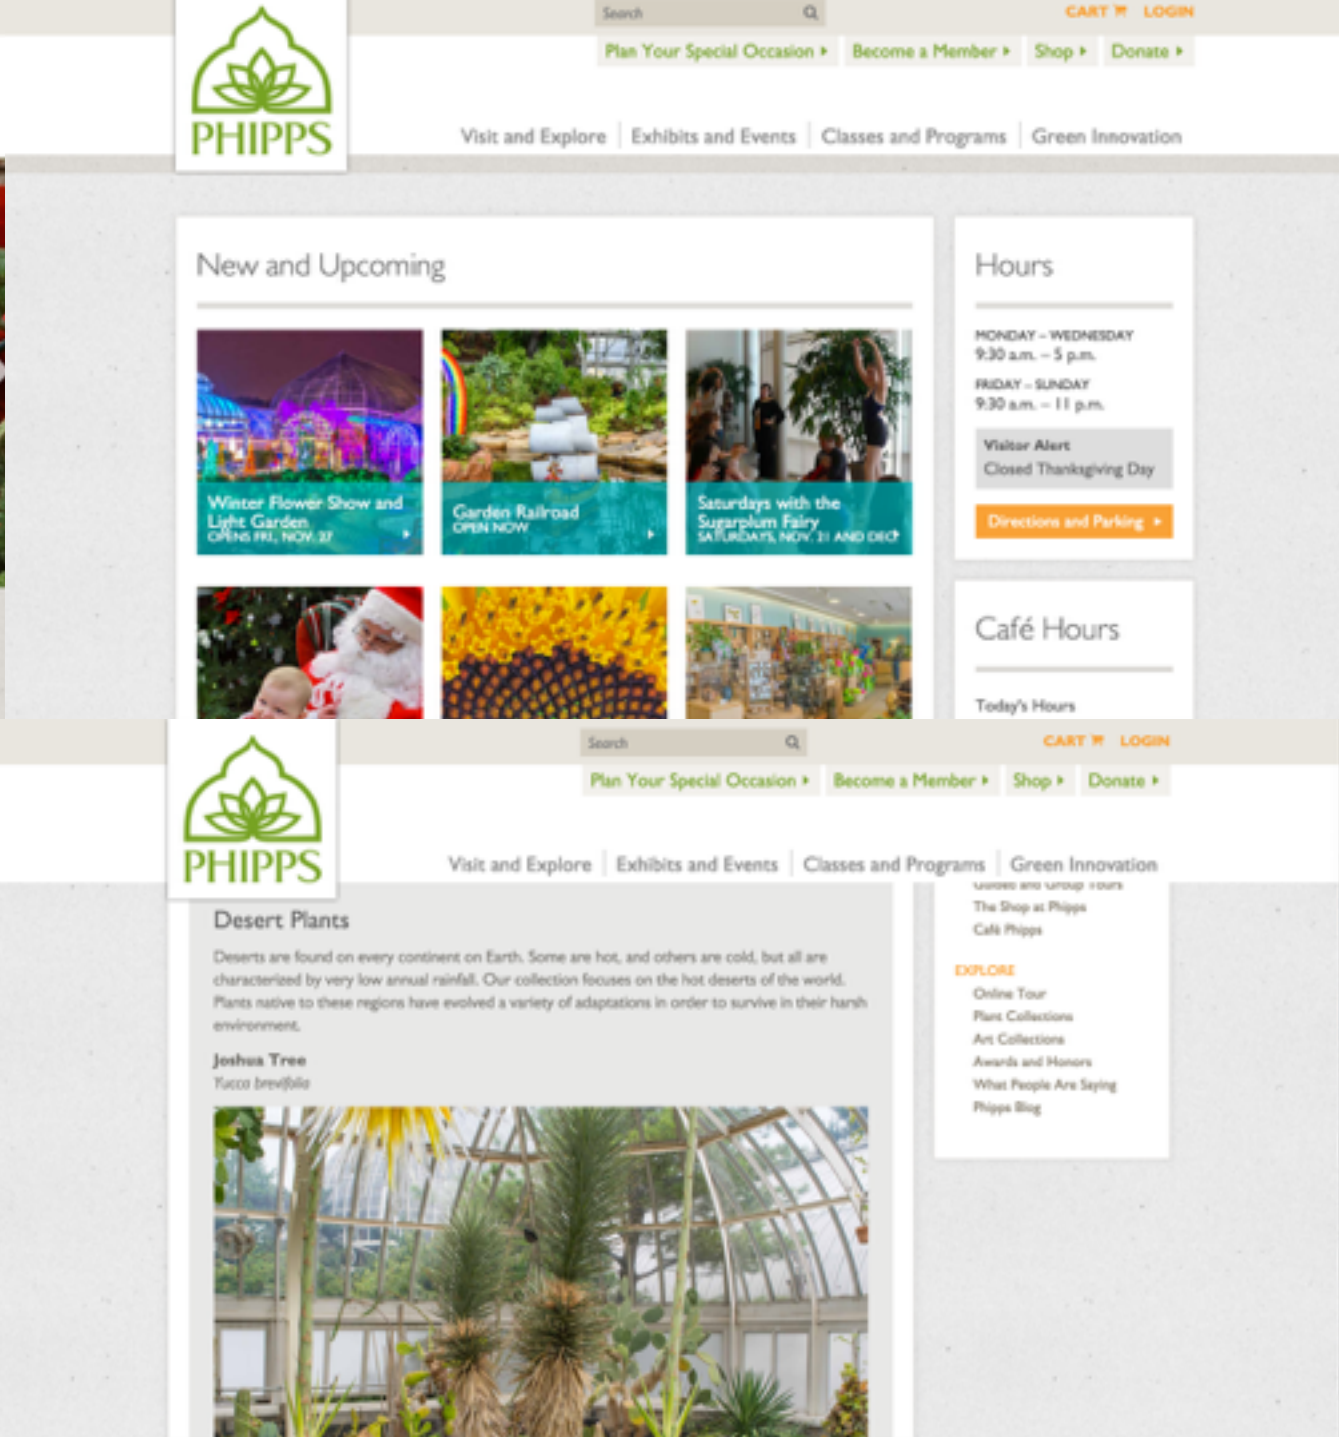 Search
CART LOGIN
Plan Your Special Occasion Become a Member Shop Donate
PHIPPS
Visit and Explore Exhibits and Events Classes and Programs Green Innovation
New and Upcoming
Winter Flower Show and
Light Garden
OPENS FRI., NOV. 27
Garden Railroad
OPEN NOW
Saturdays with the
Sugarplum Fairy
SATURDAYS, NOV. 21 AND DEC
Hours
MONDAY – WEDNESDAY
9:30 a.m. – 5 p.m.
FRIDAY – SUNDAY
9:30 a.m. – 11 p.m.
Visitor Alert
Closed Thanksgiving Day
Directions and Parking
Café Hours
Today's Hours
Search
CART LOGIN
Plan Your Special Occasion Become a Member Shop Donate
PHIPPS
Visit and Explore Exhibits and Events Classes and Programs Green Innovation
Desert Plants
Deserts are found on every continent on Earth. Some are hot, and others are cold, but all are
characterized by very low annual rainfall. Our collection focuses on the hot deserts of the world.
Plants native to these regions have evolved a variety of adaptations in order to survive in their harsh
environment.
Joshua Tree
Yucca brevifolia
Guided and Group Tours
The Shop at Phipps
Café Phipps
EXPLORE
Online Tour
Plant Collections
Art Collections
Awards and Honors
What People Are Saying
Phipps Blog